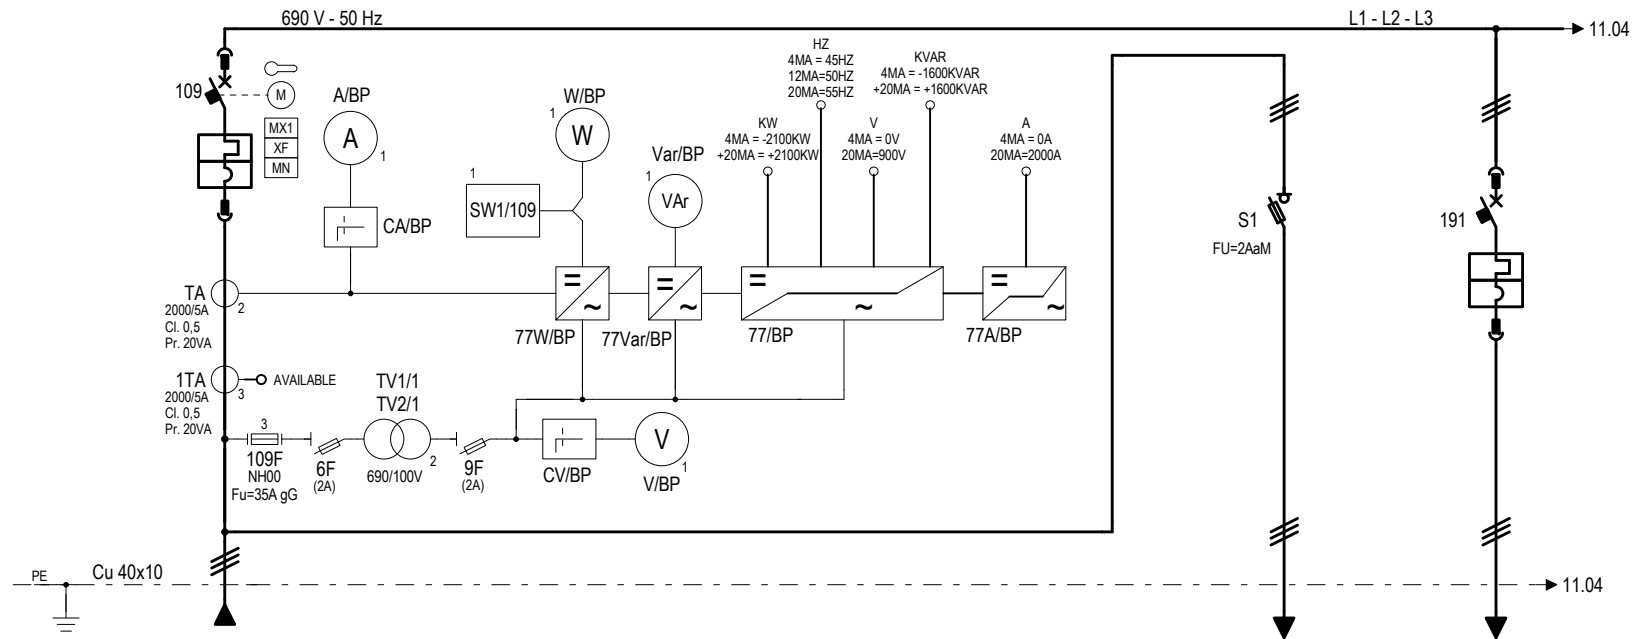 690 V - 50 Hz
L1 - L2 - L3
11.04
109
M
MX1
XF
MN
A/BP
A
1
CA/BP
W/BP
1
W
1
SW1/109
Var/BP
1
VAr
HZ
4MA = 45HZ
12MA=50HZ
20MA=55HZ
KVAR
4MA = -1600KVAR
+20MA = +1600KVAR
KW
4MA = -2100KW
+20MA = +2100KW
V
4MA = 0V
20MA=900V
A
4MA = 0A
20MA=2000A
S1
FU=2AaM
191
TA
2000/5A
Cl. 0,5
Pr. 20VA
2
77W/BP
77Var/BP
77/BP
77A/BP
1TA
2000/5A
Cl. 0,5
Pr. 20VA
3
AVAILABLE
3
109F
NH00
Fu=35A gG
6F
(2A)
TV1/1
TV2/1
2
690/100V
9F
(2A)
CV/BP
V
1
V/BP
PE
Cu 40x10
11.04